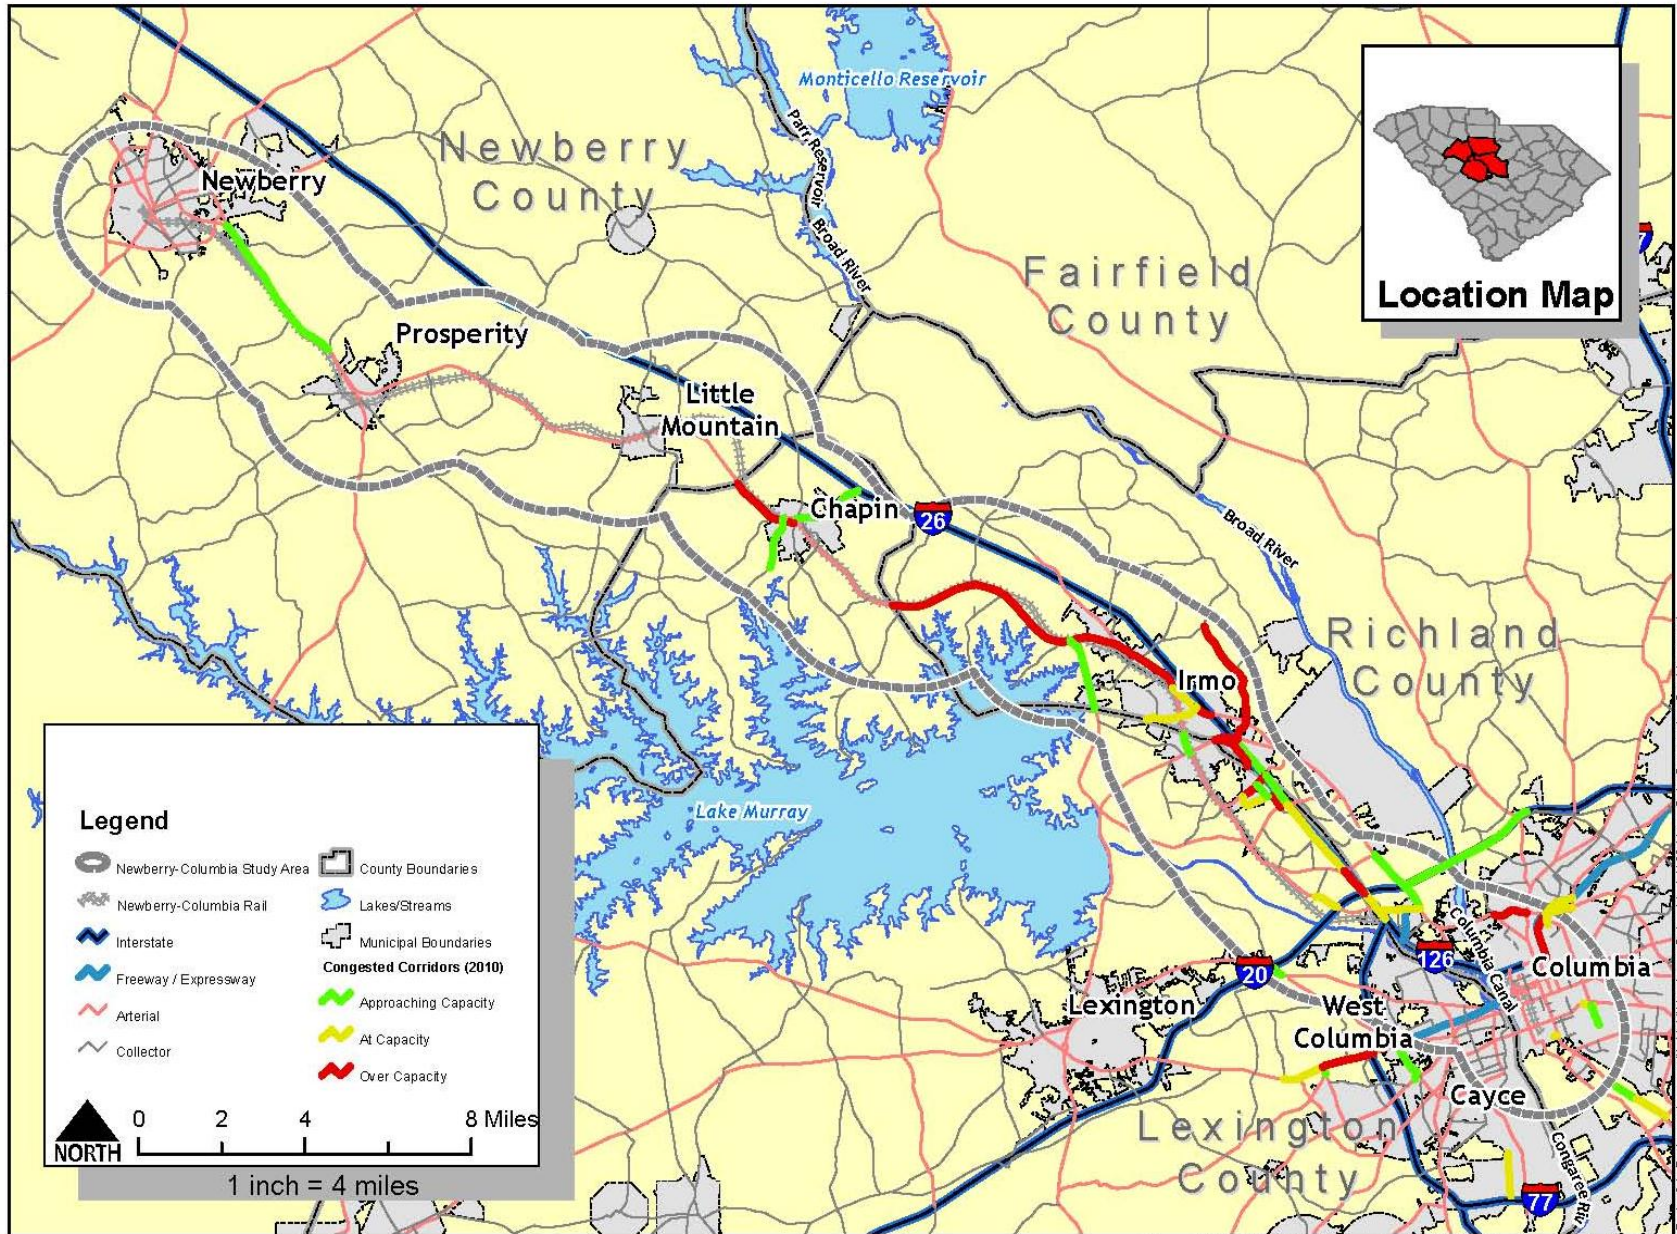 Monticello Reservoir
Parr Reservoir
Broad River
Newberry
County
Newberry
Fairfield
County
Location Map
7
Prosperity
Little
Mountain
Chapin
26
Broad River
Richland
County
Irmo
Lake Murray
Columbia Canal
126
20
Columbia
Lexington
West
Columbia
Cayce
Lexington
County
Congaree Riv
77
Legend
Newberry-Columbia Study Area
Newberry-Columbia Rail
Interstate
Freeway / Expressway
Arterial
Collector
County Boundaries
Lakes/Streams
Municipal Boundaries
Congested Corridors (2010)
Approaching Capacity
At Capacity
Over Capacity
NORTH
0 2 4 8 Miles
1 inch = 4 miles